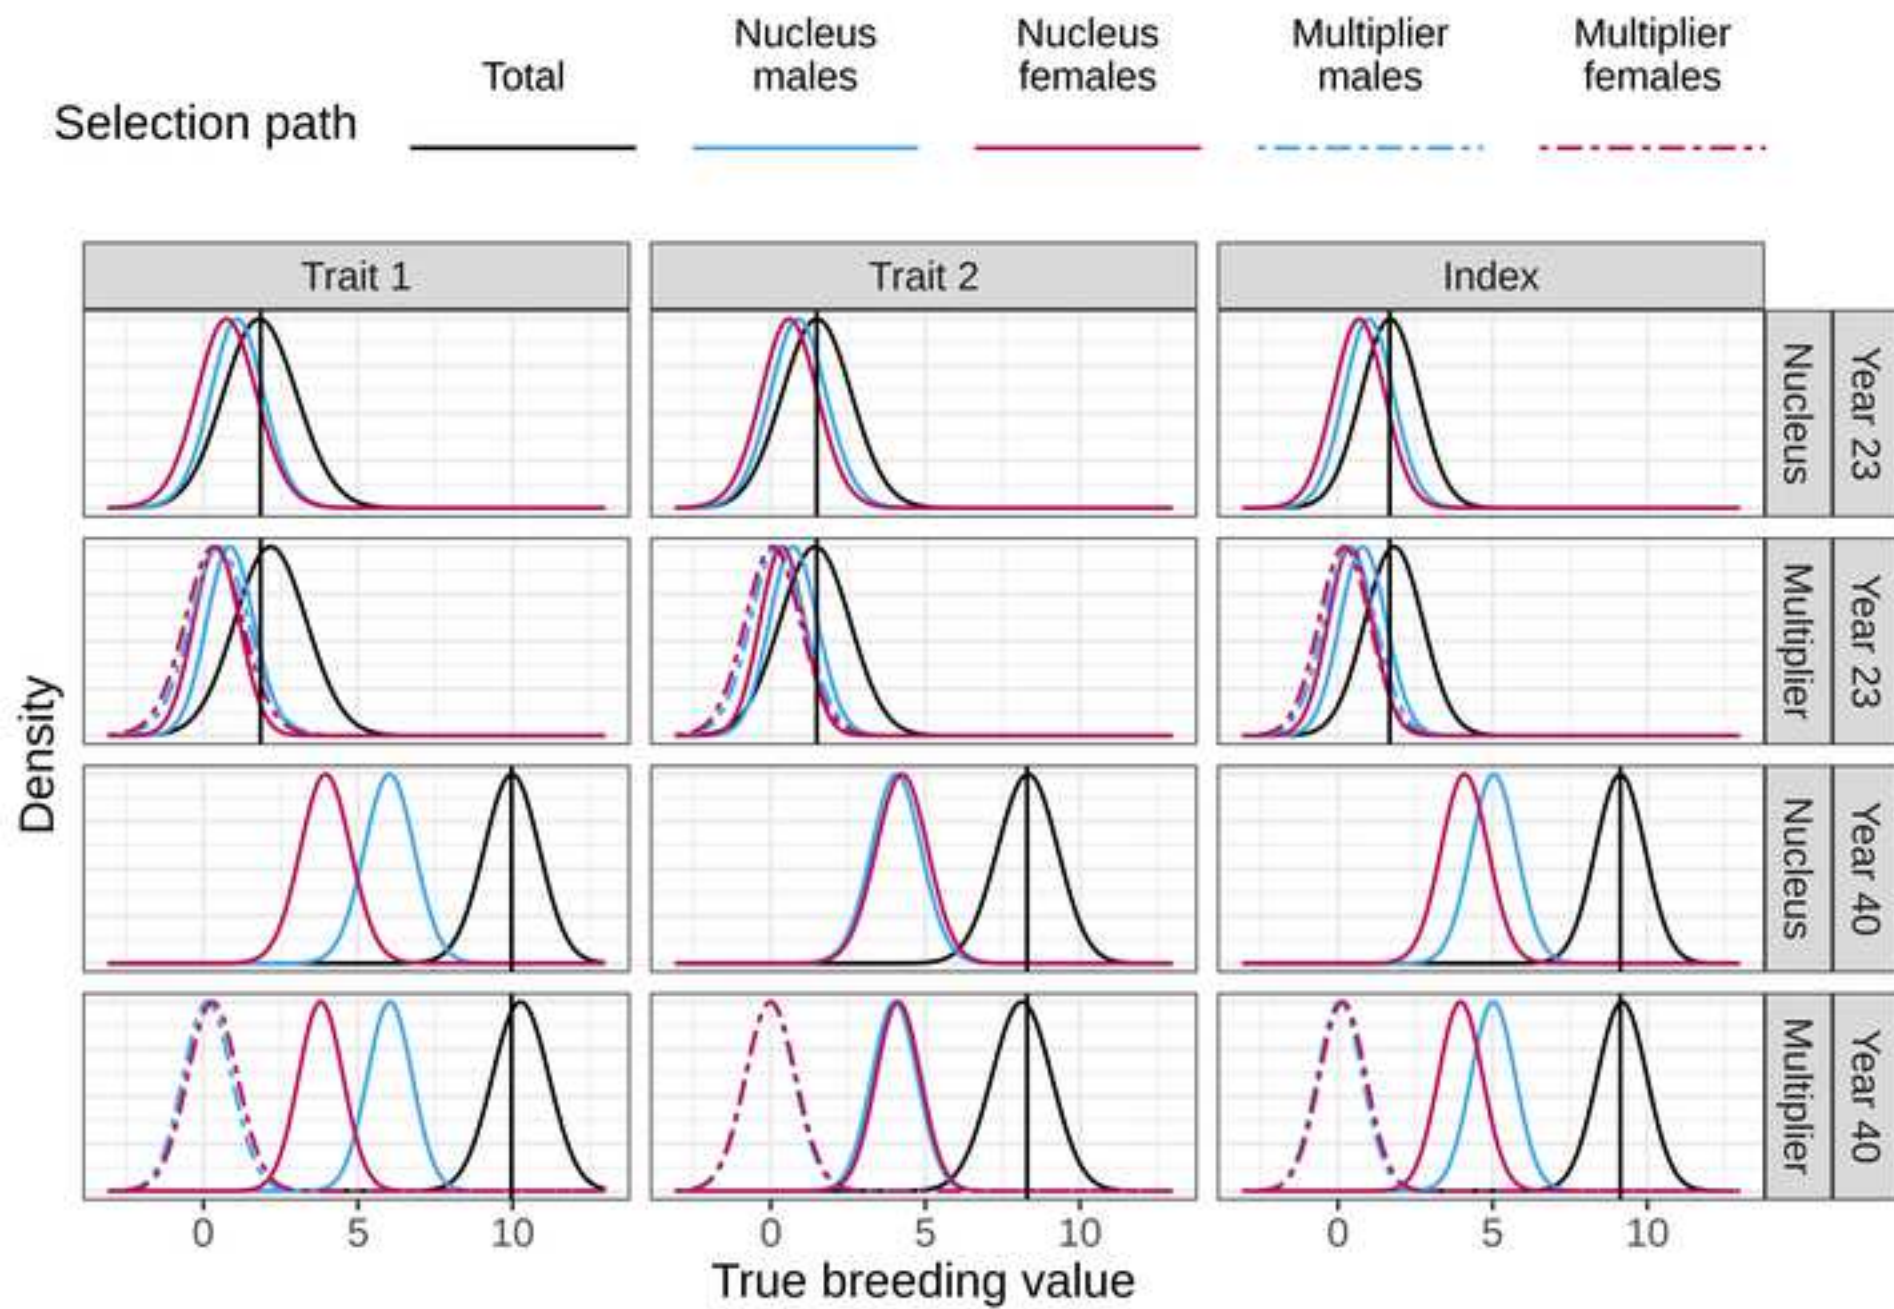 Selection path
Total
Nucleus
males
Nucleus
females
Multiplier
males
Multiplier
females
Trait 1
Trait 2
Index
Nucleus
Year 23
Multiplier
Year 23
Nucleus
Year 40
Multiplier
Year 40
Density
0 5 10
0 5 10
0 5 10
True breeding value